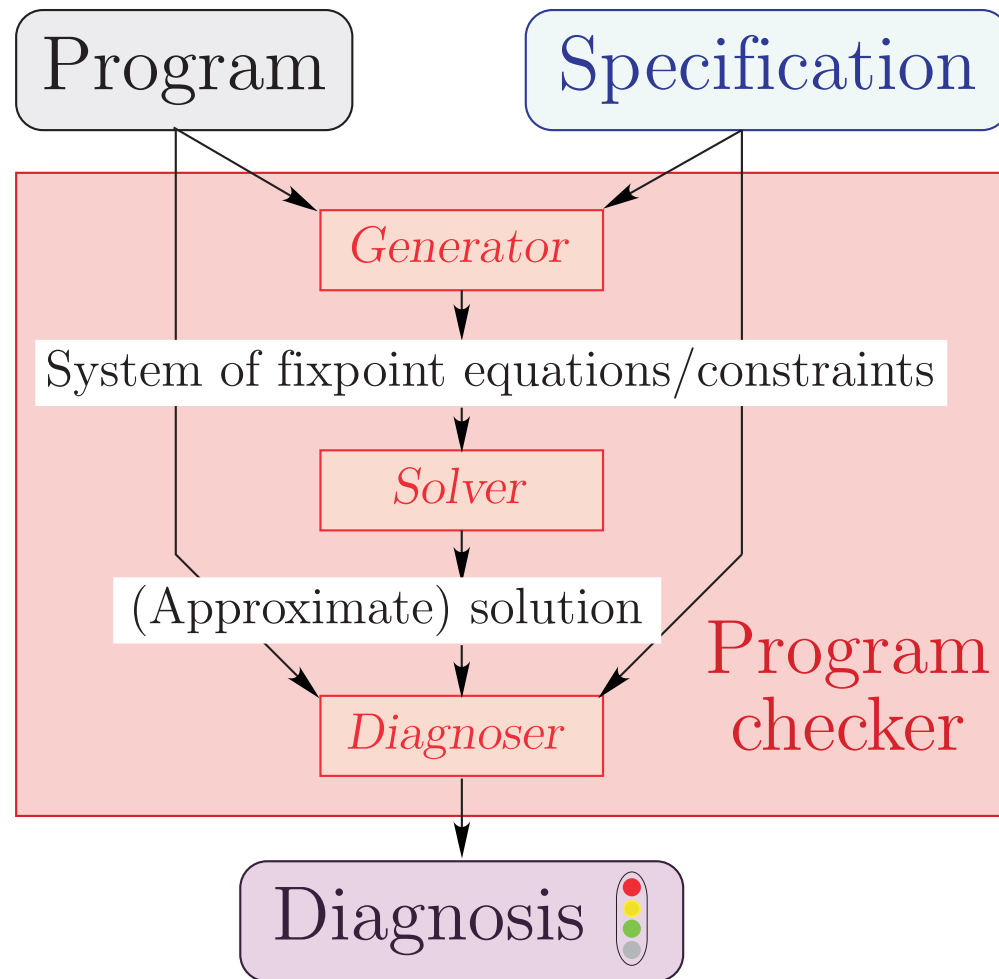 Program
Specification
Generator
System of fixpoint equations/constraints
Solver
(Approximate) solution
Program
checker
Diagnoser
Diagnosis